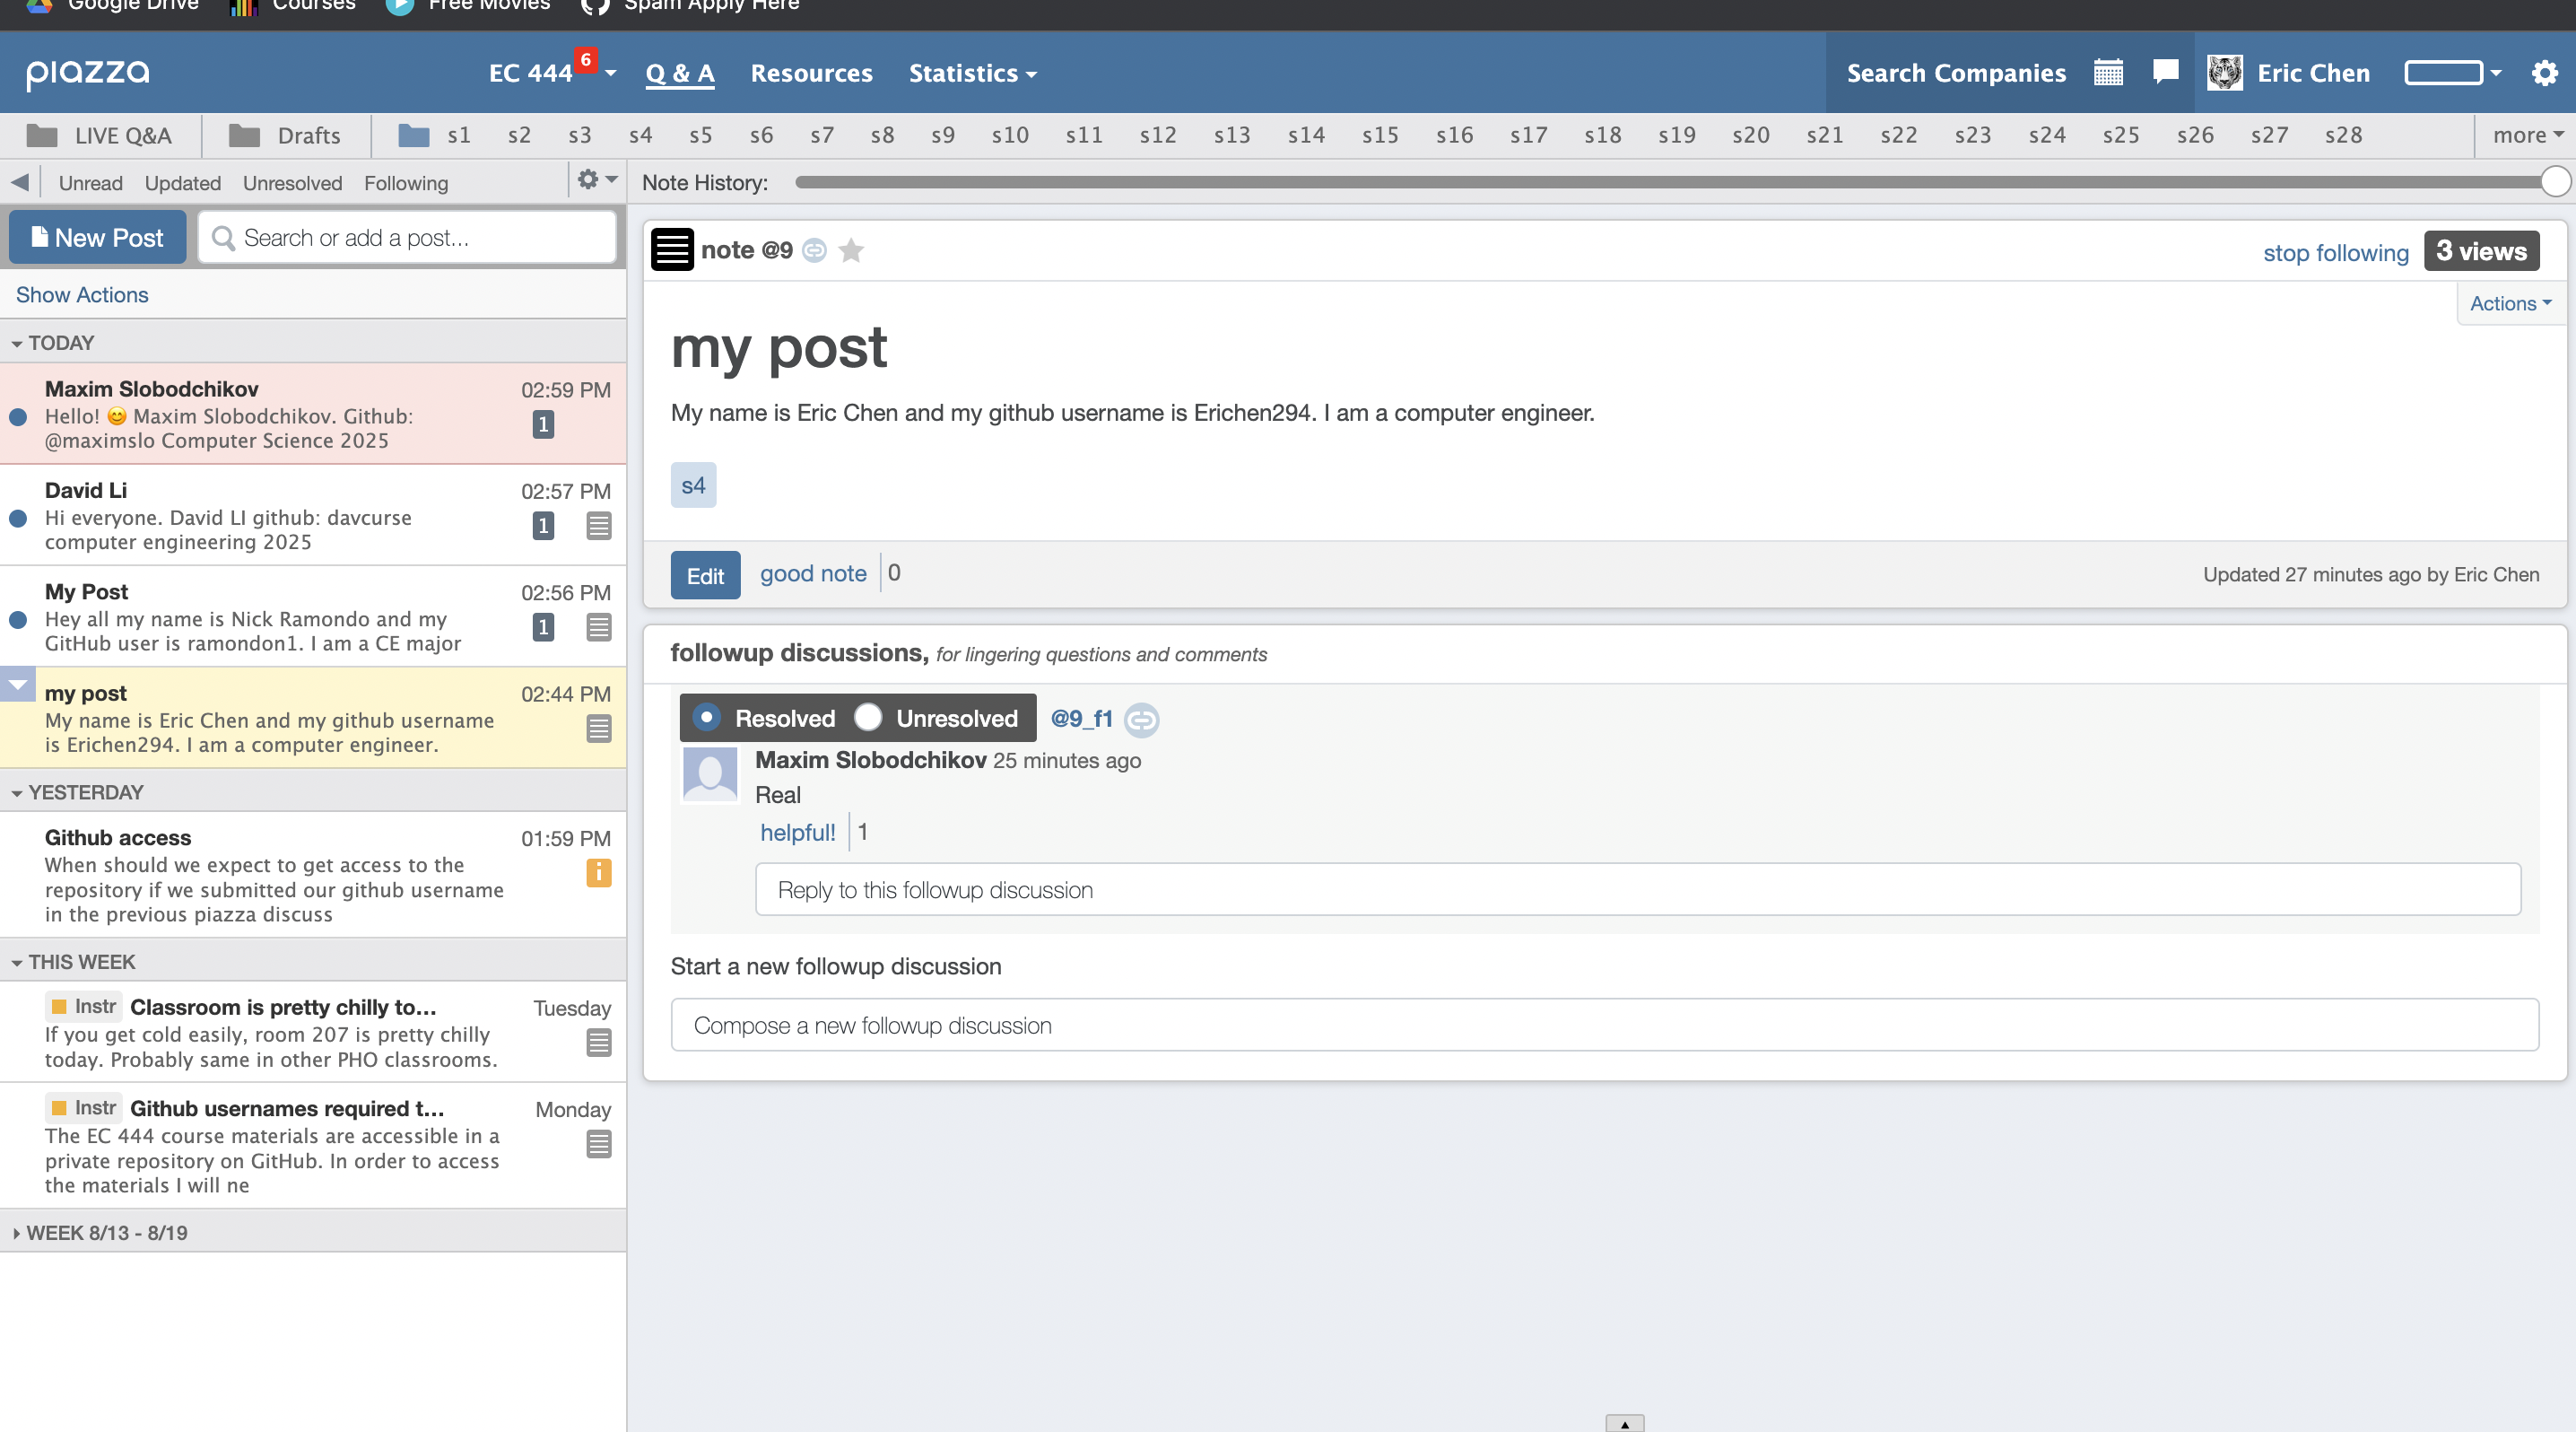 Google Drive Courses Free Movies Spam Apply Here
piazza EC 444 6 Q & A Resources Statistics Search Companies Eric Chen
LIVE Q&A Drafts s1 s2 s3 s4 s5 s6 s7 s8 s9 s10 s11 s12 s13 s14 s15 s16 s17 s18 s19 s20 s21 s22 s23 s24 s25 s26 s27 s28 more
Unread Updated Unresolved Following
New Post Search or add a post...
Show Actions
TODAY
Maxim Slobodchikov 02:59 PM
Hello! 😊 Maxim Slobodchikov. Github:
@maximslo Computer Science 2025
1
David Li 02:57 PM
Hi everyone. David LI github: davcurse
computer engineering 2025
1
My Post 02:56 PM
Hey all my name is Nick Ramondo and my
GitHub user is ramondon1. I am a CE major
1
my post 02:44 PM
My name is Eric Chen and my github username
is Erichen294. I am a computer engineer.
YESTERDAY
Github access 01:59 PM
When should we expect to get access to the
repository if we submitted our github username
in the previous piazza discuss
i
THIS WEEK
Instr Classroom is pretty chilly to... Tuesday
If you get cold easily, room 207 is pretty chilly
today. Probably same in other PHO classrooms.
Instr Github usernames required t... Monday
The EC 444 course materials are accessible in a
private repository on GitHub. In order to access
the materials I will ne
WEEK 8/13 - 8/19
Note History:
note @9 stop following 3 views
Actions
my post
My name is Eric Chen and my github username is Erichen294. I am a computer engineer.
s4
Edit good note 0 Updated 27 minutes ago by Eric Chen
followup discussions, for lingering questions and comments
Resolved Unresolved @9_f1
Maxim Slobodchikov 25 minutes ago
Real
helpful! 1
Reply to this followup discussion
Start a new followup discussion
Compose a new followup discussion